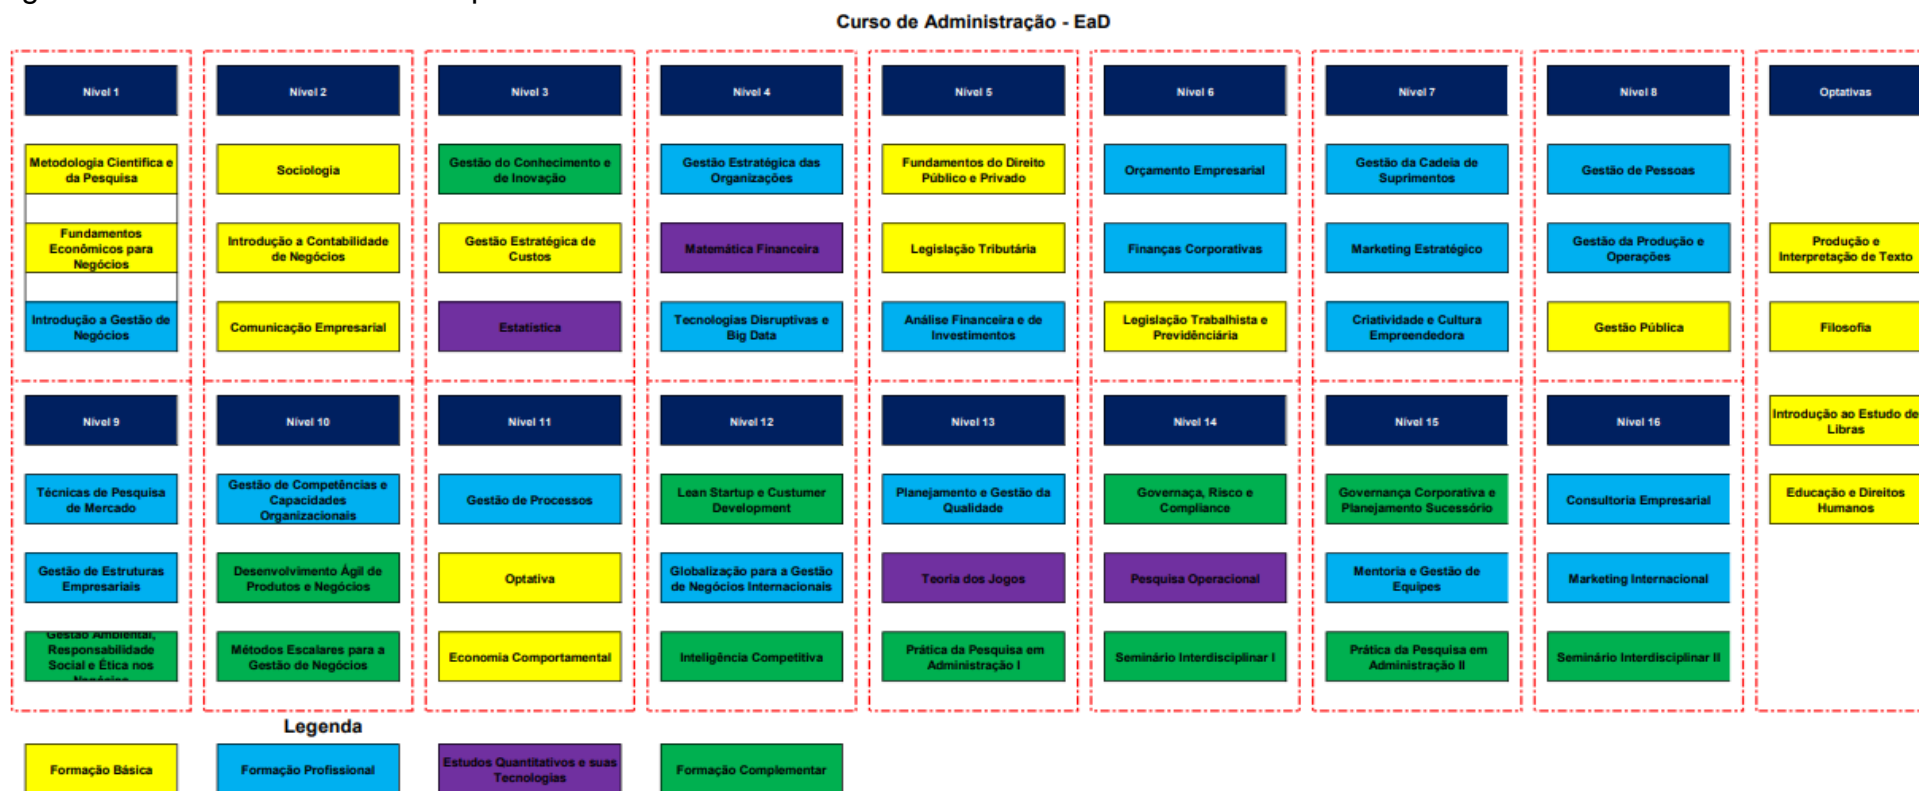 Curso de Administração - EaD
Nível 1
Nível 2
Nível 3
Nível 4
Nível 5
Nível 6
Nível 7
Nível 8
Optativas
Metodologia Científica e
da Pesquisa
Sociologia
Gestão do Conhecimento e
de Inovação
Gestão Estratégica das
Organizações
Fundamentos do Direito
Público e Privado
Orçamento Empresarial
Gestão da Cadeia de
Suprimentos
Gestão de Pessoas
Fundamentos
Econômicos para
Negócios
Introdução a Contabilidade
de Negócios
Gestão Estratégica de
Custos
Matemática Financeira
Legislação Tributária
Finanças Corporativas
Marketing Estratégico
Gestão da Produção e
Operações
Produção e
Interpretação de Texto
Introdução a Gestão de
Negócios
Comunicação Empresarial
Estatística
Tecnologias Disruptivas e
Big Data
Análise Financeira e de
Investimentos
Legislação Trabalhista e
Previdênciária
Criatividade e Cultura
Empreendedora
Gestão Pública
Filosofia
Nível 9
Nível 10
Nível 11
Nível 12
Nível 13
Nível 14
Nível 15
Nível 16
Introdução ao Estudo de
Libras
Técnicas de Pesquisa
de Mercado
Gestão de Competências e
Capacidades
Organizacionais
Gestão de Processos
Lean Startup e Custumer
Development
Planejamento e Gestão da
Qualidade
Governaça, Risco e
Compliance
Governança Corporativa e
Planejamento Sucessório
Consultoria Empresarial
Educação e Direitos
Humanos
Gestão de Estruturas
Empresariais
Desenvolvimento Ágil de
Produtos e Negócios
Optativa
Globalização para a Gestão
de Negócios Internacionais
Teoria dos Jogos
Pesquisa Operacional
Mentoria e Gestão de
Equipes
Marketing Internacional
Gestão Ambiental,
Responsabilidade
Social e Ética nos
Negócios
Métodos Escalares para a
Gestão de Negócios
Economia Comportamental
Inteligência Competitiva
Prática da Pesquisa em
Administração I
Seminário Interdisciplinar I
Prática da Pesquisa em
Administração II
Seminário Interdisciplinar II
Legenda
Formação Básica
Formação Profissional
Estudos Quantitativos e suas
Tecnologias
Formação Complementar